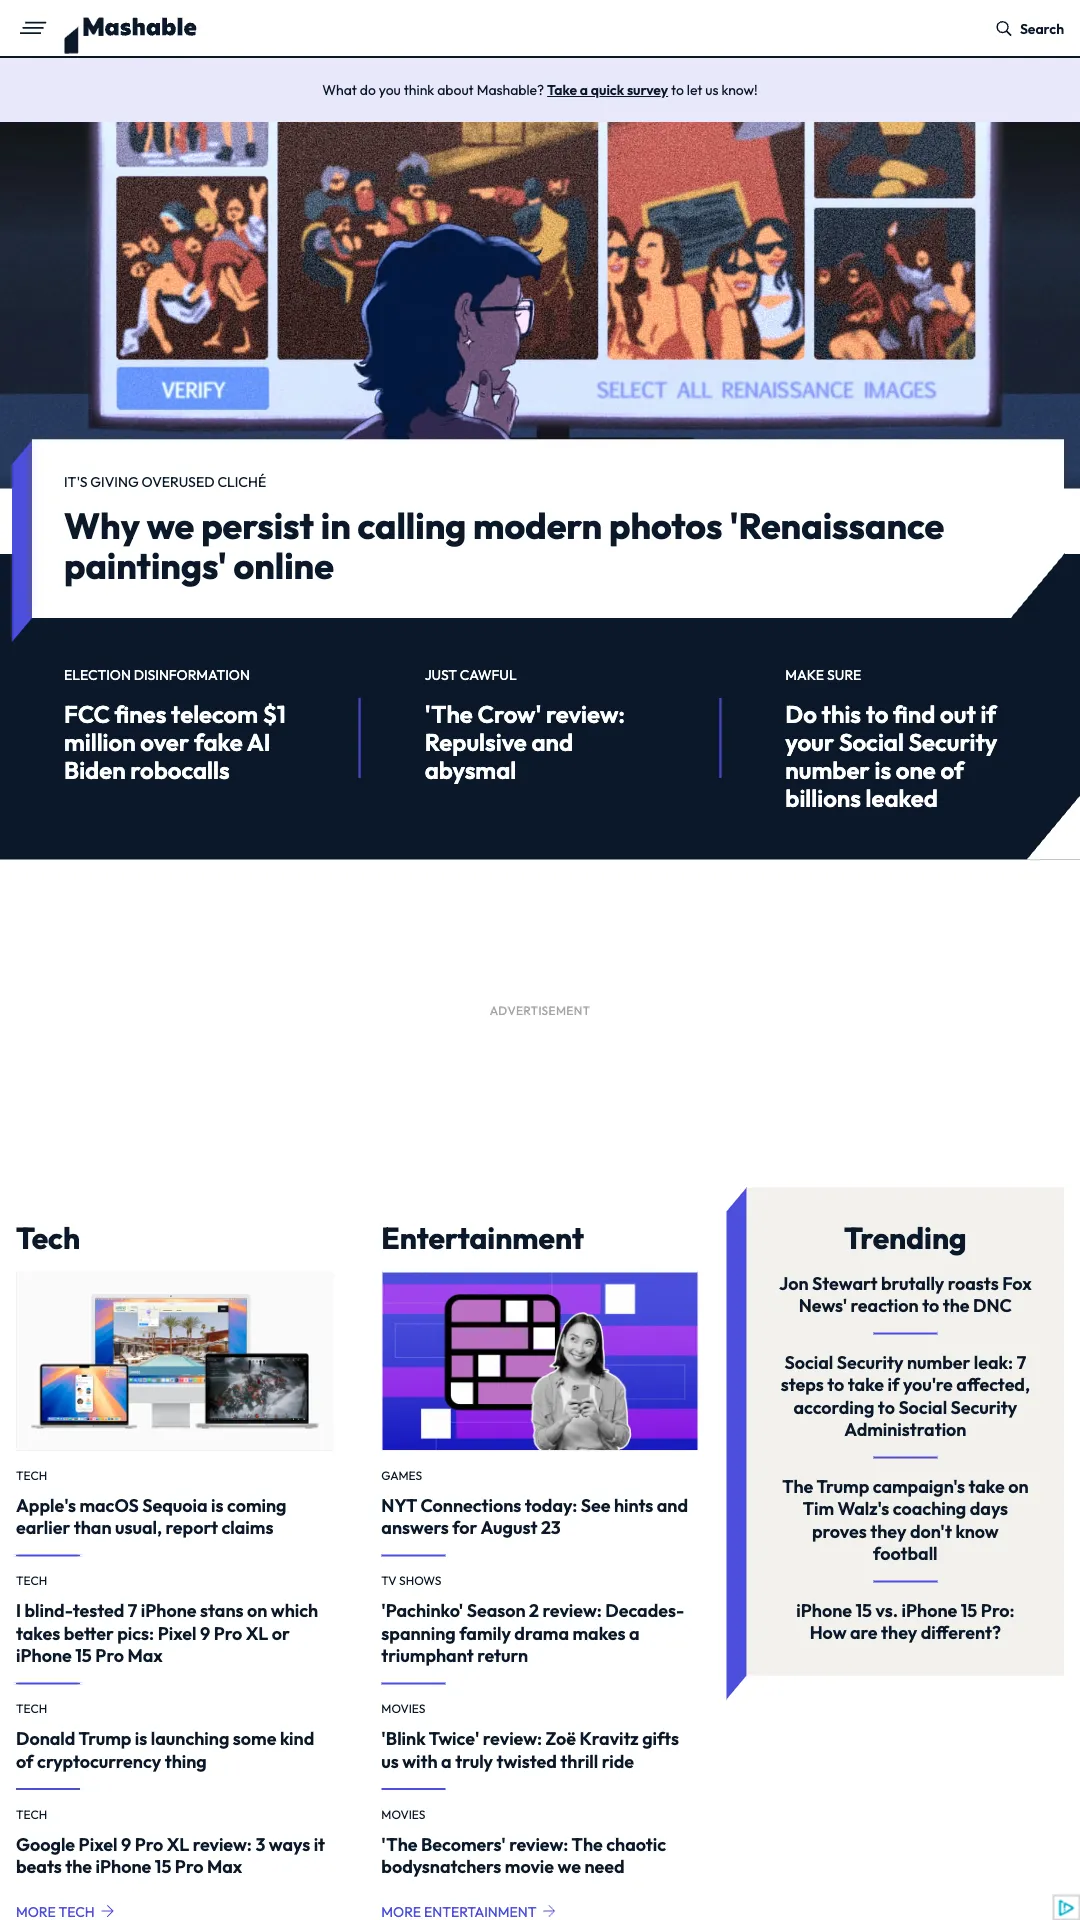 Mashable
Search
What do you think about Mashable? Take a quick survey to let us know!
VERIFY
SELECT ALL RENAISSANCE IMAGES
IT'S GIVING OVERUSED CLICHÉ
Why we persist in calling modern photos 'Renaissance
paintings' online
ELECTION DISINFORMATION
FCC fines telecom $1
million over fake AI
Biden robocalls
JUST CAWFUL
'The Crow' review:
Repulsive and
abysmal
MAKE SURE
Do this to find out if
your Social Security
number is one of
billions leaked
ADVERTISEMENT
Tech
TECH
Apple's macOS Sequoia is coming
earlier than usual, report claims
TECH
I blind-tested 7 iPhone stans on which
takes better pics: Pixel 9 Pro XL or
iPhone 15 Pro Max
TECH
Donald Trump is launching some kind
of cryptocurrency thing
TECH
Google Pixel 9 Pro XL review: 3 ways it
beats the iPhone 15 Pro Max
MORE TECH
Entertainment
GAMES
NYT Connections today: See hints and
answers for August 23
TV SHOWS
'Pachinko' Season 2 review: Decades-
spanning family drama makes a
triumphant return
MOVIES
'Blink Twice' review: Zoë Kravitz gifts
us with a truly twisted thrill ride
MOVIES
'The Becomers' review: The chaotic
bodysnatchers movie we need
MORE ENTERTAINMENT
Trending
Jon Stewart brutally roasts Fox
News' reaction to the DNC
Social Security number leak: 7
steps to take if you're affected,
according to Social Security
Administration
The Trump campaign's take on
Tim Walz's coaching days
proves they don't know
football
iPhone 15 vs. iPhone 15 Pro:
How are they different?